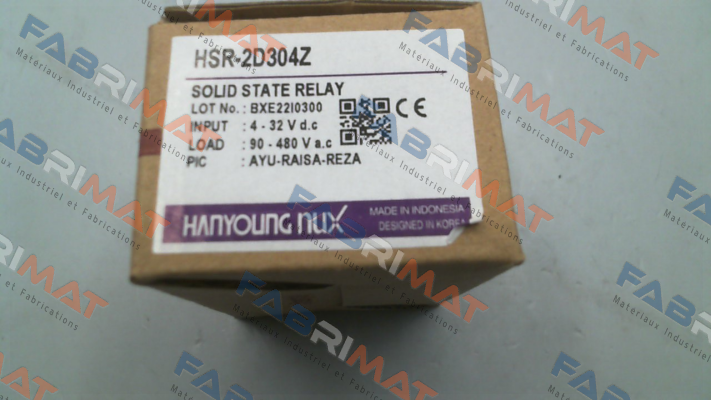 HSR-2D304Z
SOLID STATE RELAY
LOT No. : BXE22I0300
INPUT : 4 - 32 V d.c
LOAD : 90 - 480 V a.c
PIC : AYU-RAISA-REZA
CE
HANYOUNG nux
MADE IN INDONESIA
DESIGNED IN KOREA
FABRIMAT
Matériaux Industriel et Fabrications